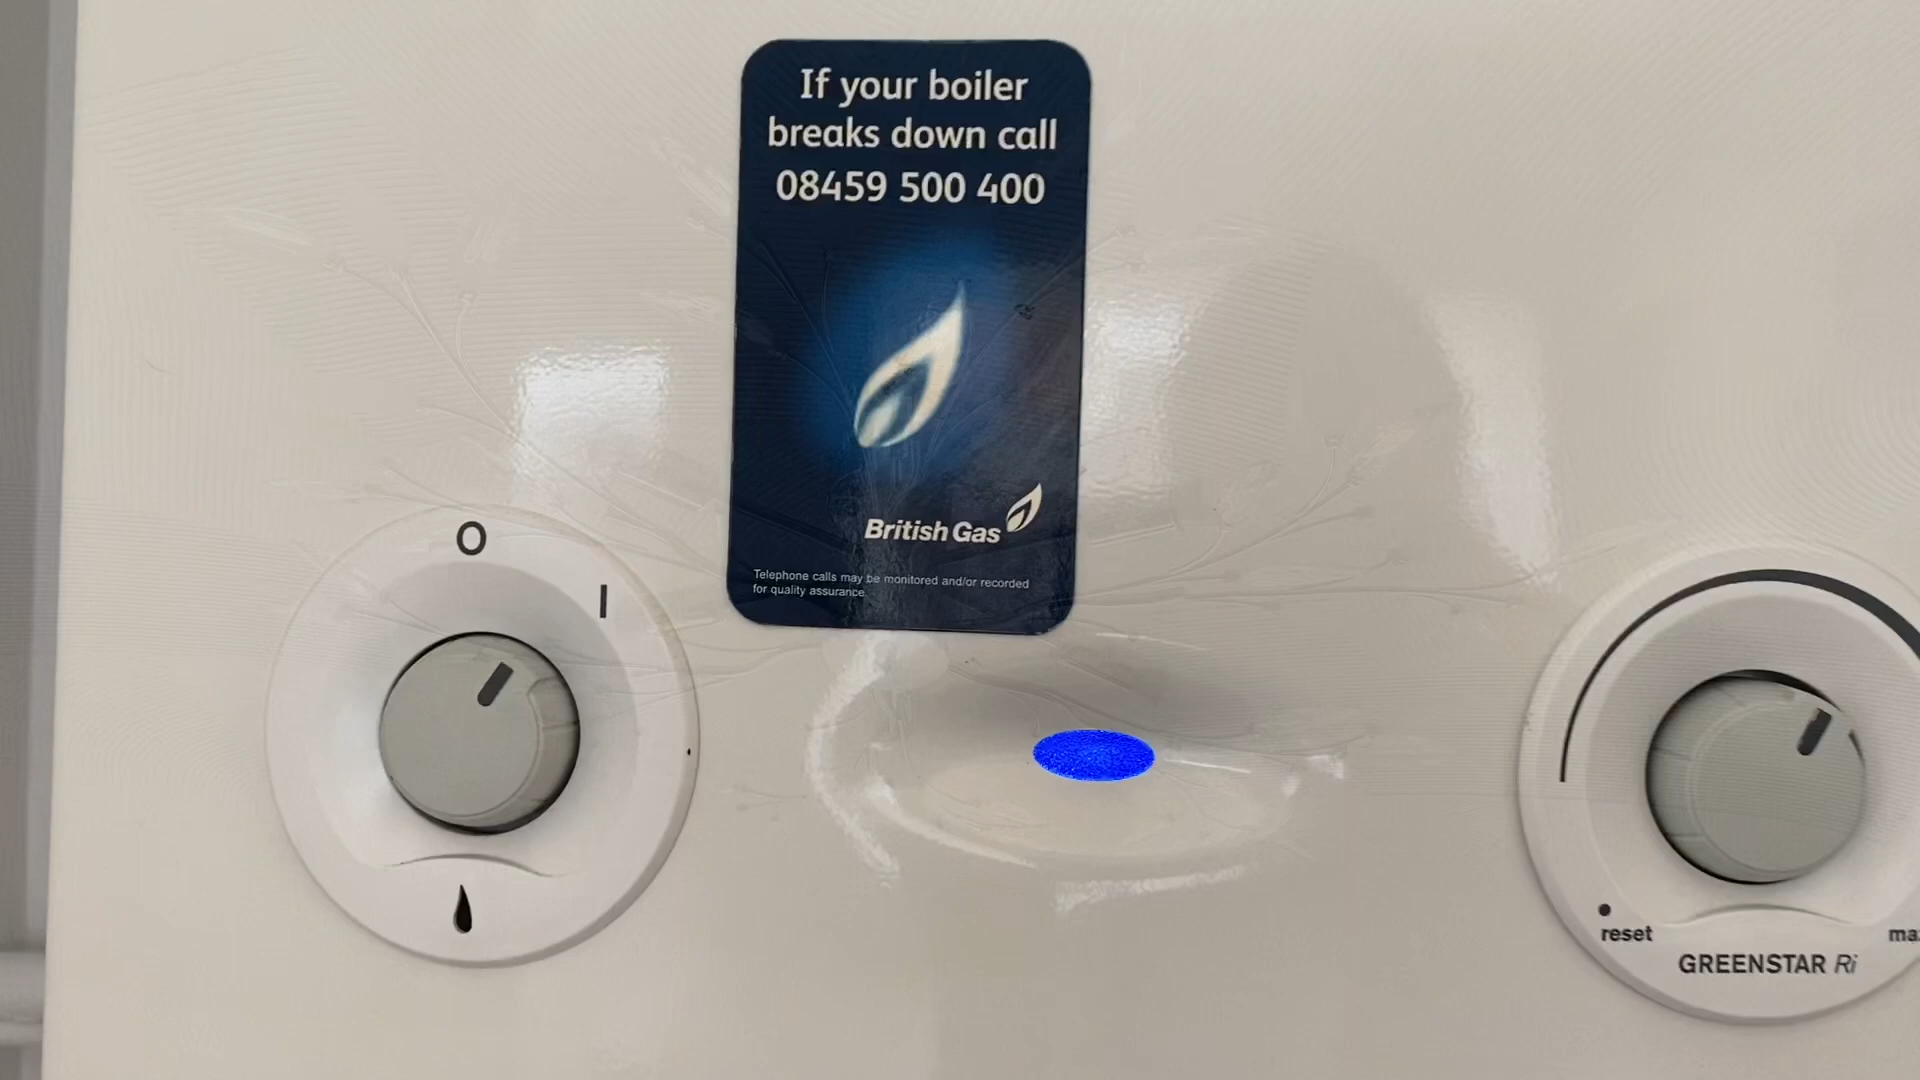 If your boiler
breaks down call
08459 500 400
British Gas
Telephone calls may be monitored and/or recorded
for quality assurance.
O
I
reset
GREENSTAR Ri